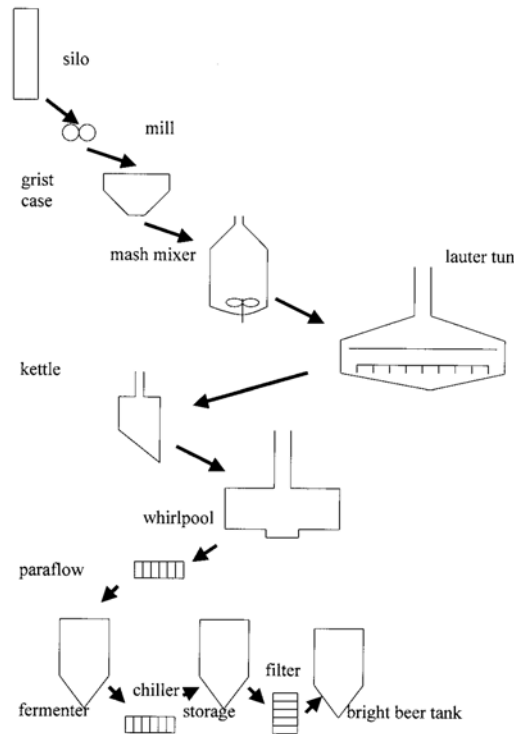 silo
mill
grist
case
mash mixer
lauter tun
kettle
whirlpool
paraflow
chiller
filter
fermenter
storage
bright beer tank